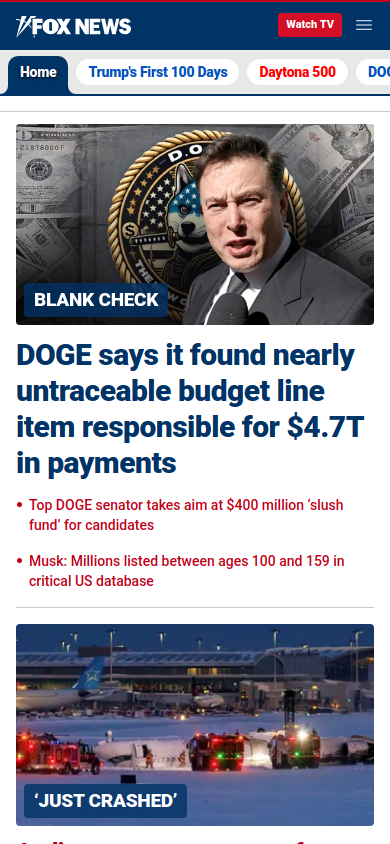 FOX NEWS
Watch TV
Home
Trump's First 100 Days
Daytona 500
DOG
21878000F
D.O
BLANK CHECK
DOGE says it found nearly
untraceable budget line
item responsible for $4.7T
in payments
• Top DOGE senator takes aim at $400 million ‘slush
fund’ for candidates
• Musk: Millions listed between ages 100 and 159 in
critical US database
‘JUST CRASHED’